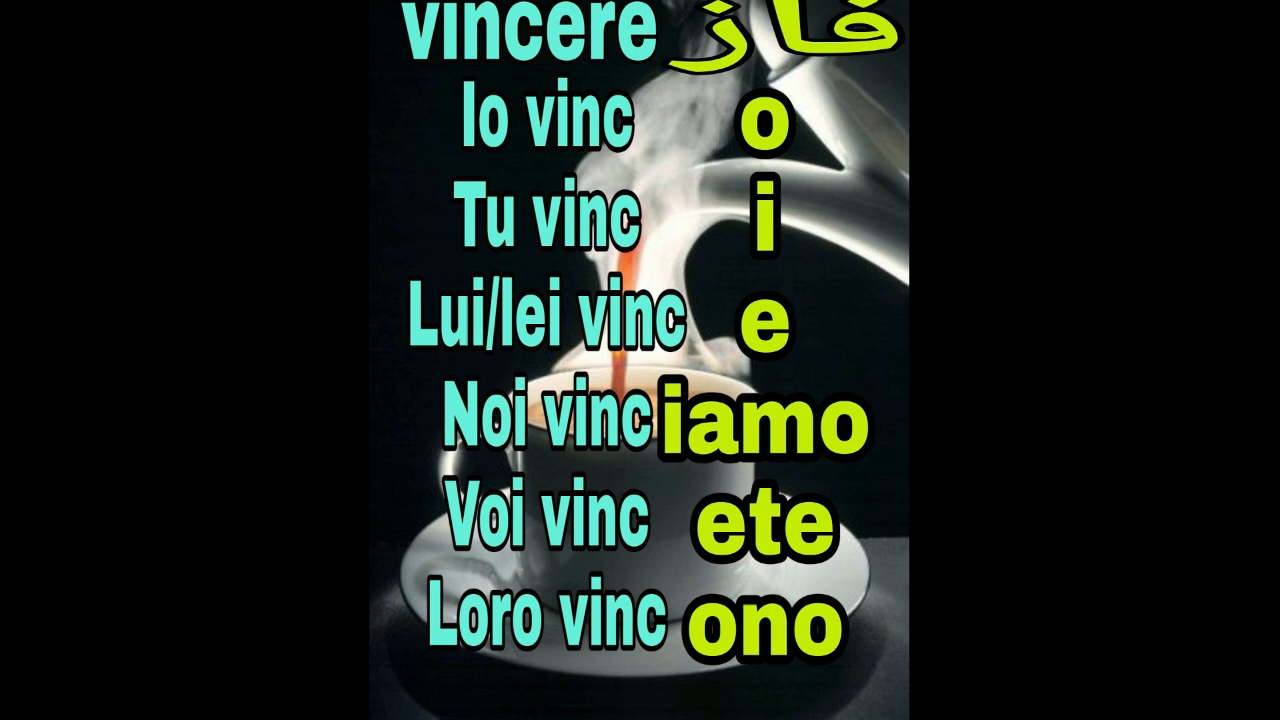 vincere فاز
Io vinc o
Tu vinc i
Lui/lei vinc e
Noi vinc iamo
Voi vinc ete
Loro vinc ono